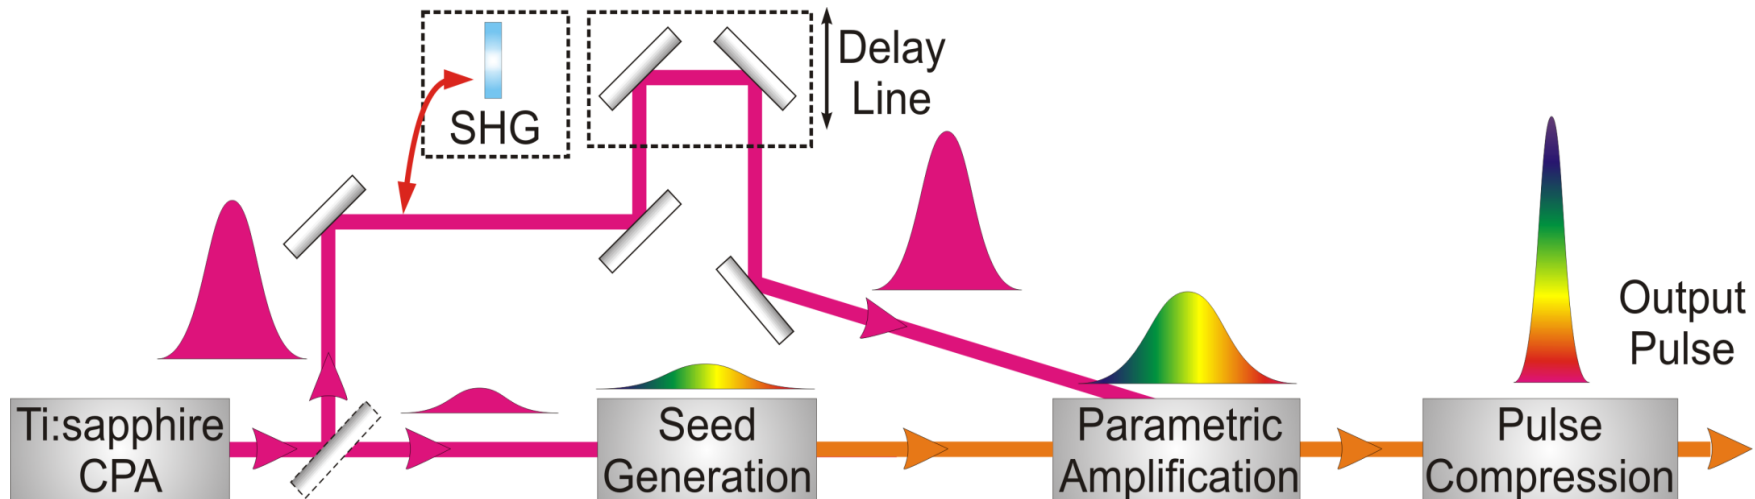 SHG
Delay
Line
Output
Pulse
Ti:sapphire
CPA
Seed
Generation
Parametric
Amplification
Pulse
Compression